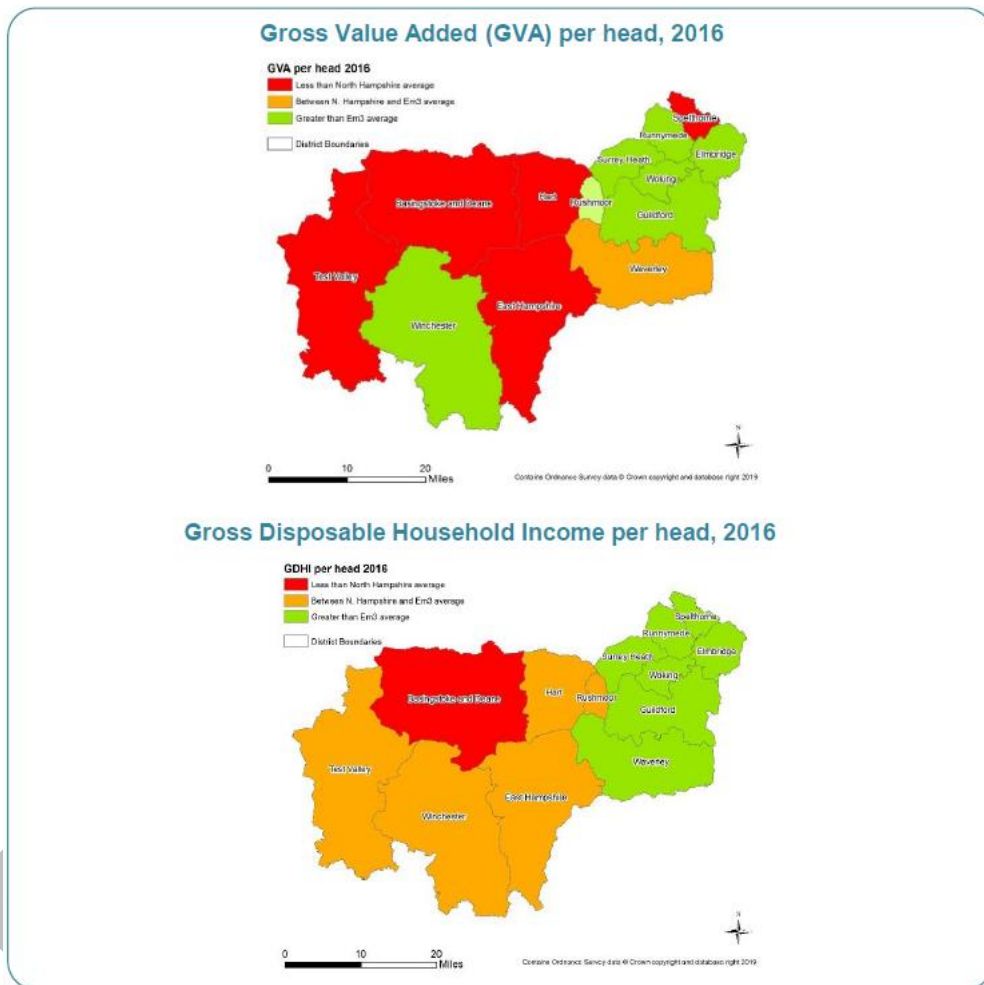 Gross Value Added (GVA) per head, 2016
GVA per head 2016
Less than North Hampshire average
Between N. Hampshire and Em3 average
Greater than Em3 average
District Boundaries
Spelthorne
Runnymede
Elmbridge
Surrey Heath
Woking
Basingstoke and Deane
Hart
Rushmoor
Guildford
Waverley
Test Valley
East Hampshire
Winchester
N
0 10 20
Miles
Contains Ordnance Survey data © Crown copyright and database right 2019
Gross Disposable Household Income per head, 2016
GDHI per head 2016
Less than North Hampshire average
Between N. Hampshire and Em3 average
Greater than Em3 average
District Boundaries
Spelthorne
Runnymede
Elmbridge
Surrey Heath
Woking
Basingstoke and Deane
Hart
Rushmoor
Guildford
Waverley
Test Valley
East Hampshire
Winchester
N
0 10 20
Miles
Contains Ordnance Survey data © Crown copyright and database right 2019